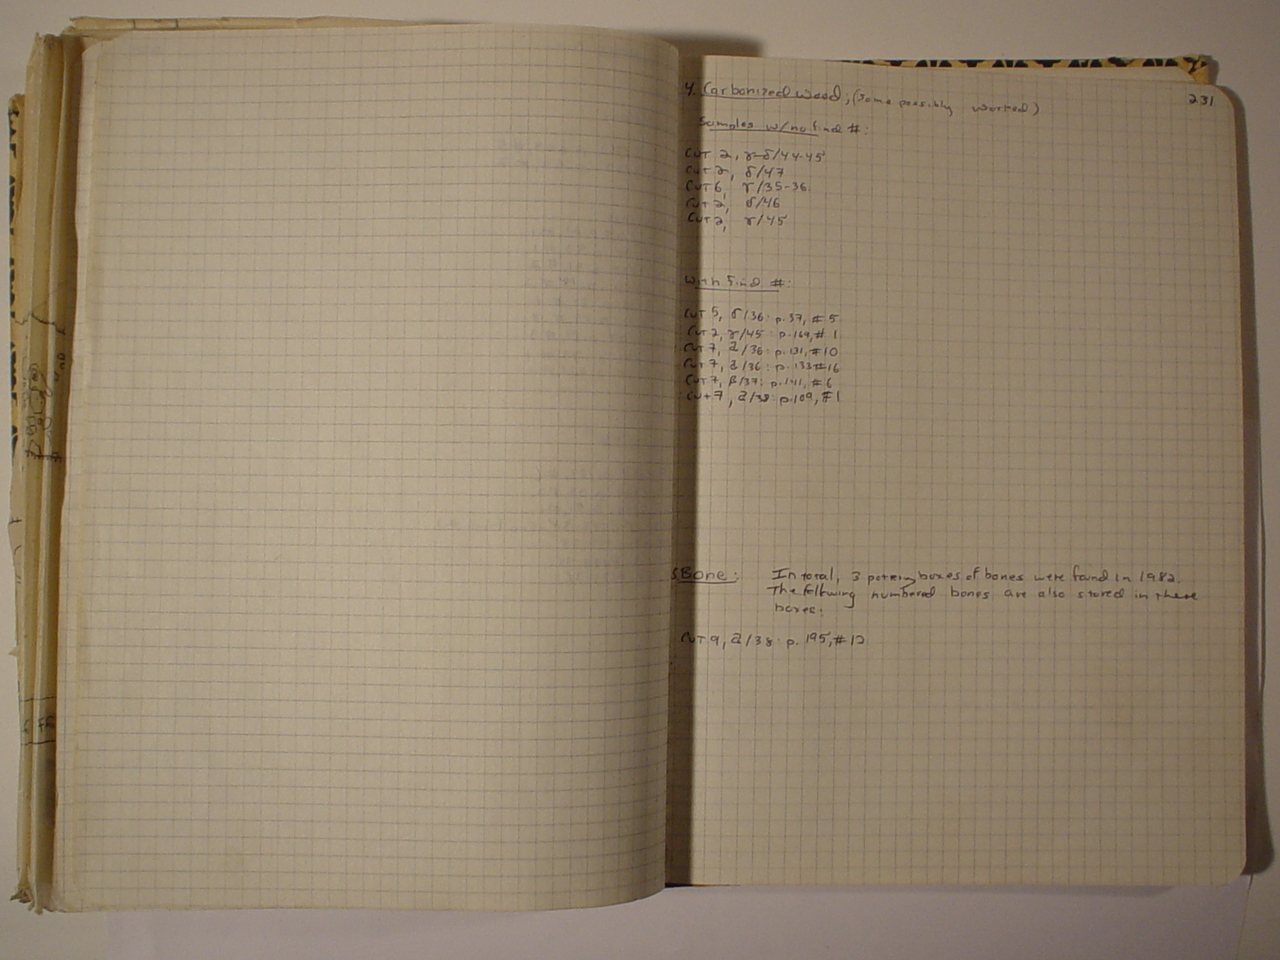 231
4. Carbonized wood; (some possibly worked)
Samples w/no find #:
Cut 2, γ-δ/44-45
Cut 2, δ/47
Cut 6, γ/35-36
Cut 2, δ/46
Cut 2, γ/45
With find #:
Cut 5, δ/36: p. 37, #5
Cut 2, γ/45: p. 169, #1
Cut 7, a/36: p. 131, #10
Cut 7, a/36: p. 133 #16
Cut 7, β/37: p. 141, #6
Cut 7, a/38: p. 109, #1
5. Bone: In total, 3 pottery boxes of bones were found in 1982.
The following numbered bones are also stored in these
boxes:
Cut 9, a/38: p. 195, #12